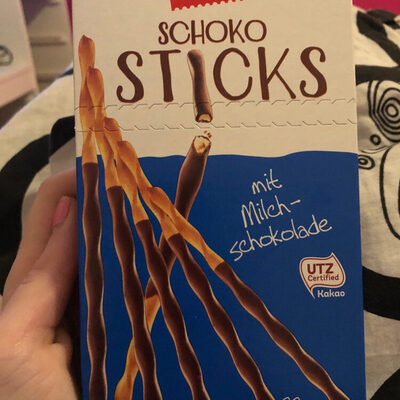 SCHOKO
STICKS
mit
Milch-
schokolade
UTZ
Certified
Kakao